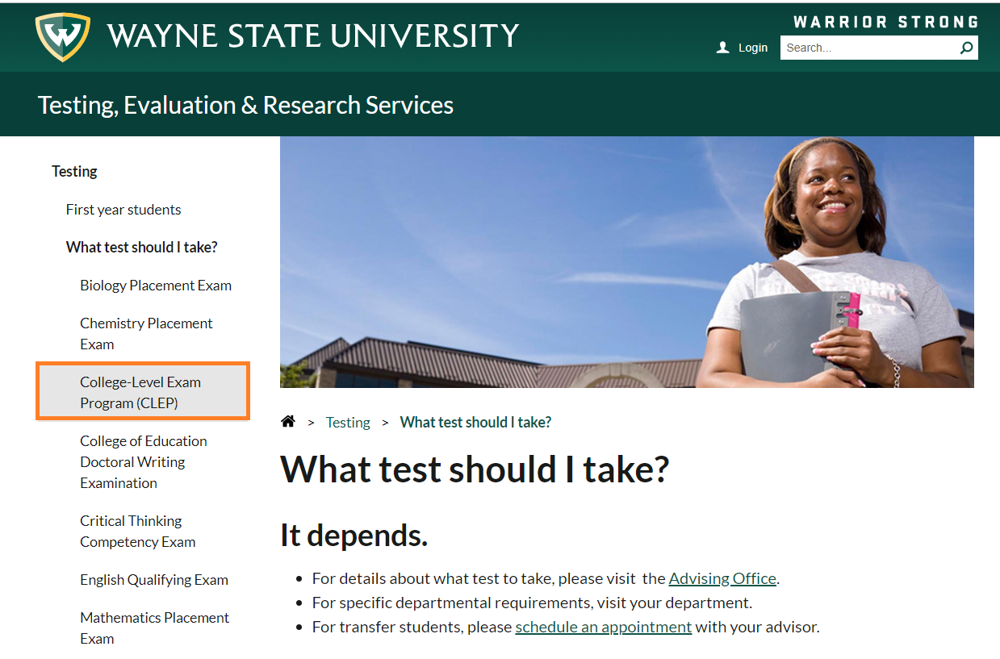 WAYNE STATE UNIVERSITY
WARRIOR STRONG
Login
Search...
Testing, Evaluation & Research Services
Testing
First year students
What test should I take?
Biology Placement Exam
Chemistry Placement
Exam
College-Level Exam
Program (CLEP)
College of Education
Doctoral Writing
Examination
Critical Thinking
Competency Exam
English Qualifying Exam
Mathematics Placement
Exam
> Testing > What test should I take?
What test should I take?
It depends.
• For details about what test to take, please visit the Advising Office.
• For specific departmental requirements, visit your department.
• For transfer students, please schedule an appointment with your advisor.